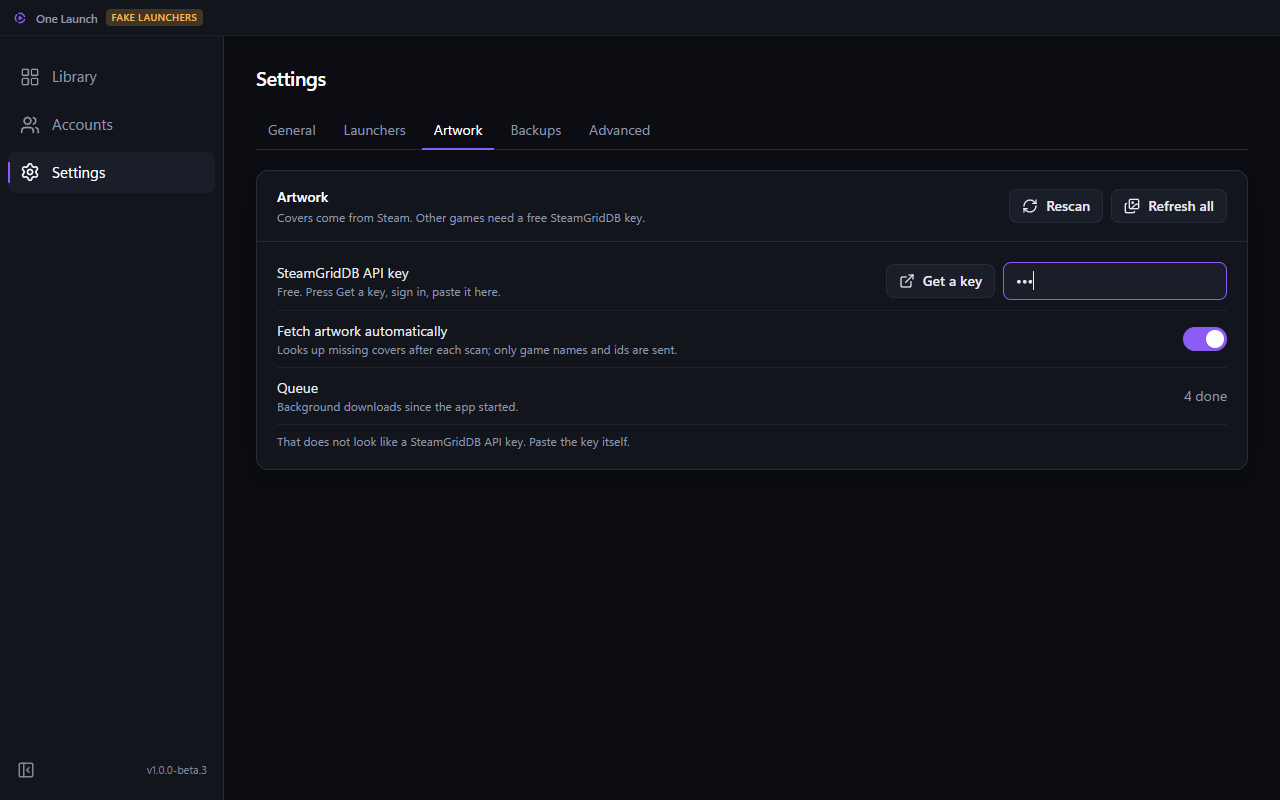 One Launch
FAKE LAUNCHERS
Library
Accounts
Settings
Settings
General
Launchers
Artwork
Backups
Advanced
Artwork
Covers come from Steam. Other games need a free SteamGridDB key.
Rescan
Refresh all
SteamGridDB API key
Free. Press Get a key, sign in, paste it here.
Get a key
•••
Fetch artwork automatically
Looks up missing covers after each scan; only game names and ids are sent.
Queue
Background downloads since the app started.
4 done
That does not look like a SteamGridDB API key. Paste the key itself.
v1.0.0-beta.3